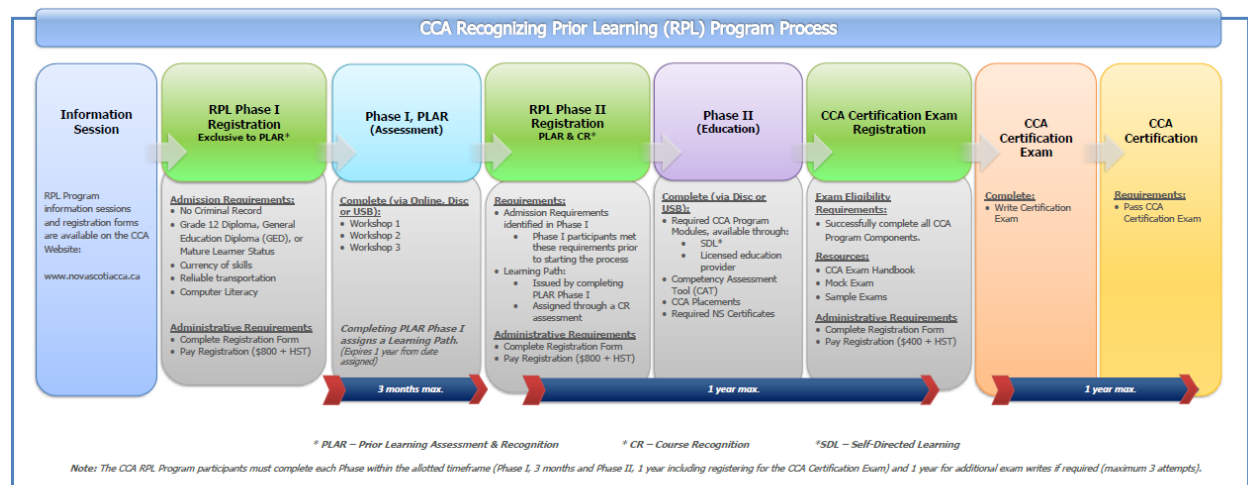 CCA Recognizing Prior Learning (RPL) Program Process
Information
Session
RPL Program
information sessions
and registration forms
are available on the CCA
Website:
www.novascotiacca.ca
RPL Phase I
Registration
Exclusive to PLAR*
Admission Requirements:
• No Criminal Record
• Grade 12 Diploma, General
Education Diploma (GED), or
Mature Learner Status
• Currency of skills
• Reliable transportation
• Computer Literacy
Administrative Requirements
• Complete Registration Form
• Pay Registration ($800 + HST)
Phase I, PLAR
(Assessment)
Complete (via Online, Disc
or USB):
• Workshop 1
• Workshop 2
• Workshop 3
Completing PLAR Phase I
assigns a Learning Path.
(Expires 1 year from date
assigned)
3 months max.
RPL Phase II
Registration
PLAR & CR*
Requirements:
• Admission Requirements
identified in Phase I
• Phase I participants met
these requirements prior
to starting the process
• Learning Path:
• Issued by completing
PLAR Phase I
• Assigned through a CR
assessment
Administrative Requirements
• Complete Registration Form
• Pay Registration ($800 + HST)
Phase II
(Education)
Complete (via Disc or
USB):
• Required CCA Program
Modules, available through:
• SDL*
• Licensed education
provider
• Competency Assessment
Tool (CAT)
• CCA Placements
• Required NS Certificates
CCA Certification Exam
Registration
Exam Eligibility
Requirements:
• Successfully complete all CCA
Program Components.
Resources:
• CCA Exam Handbook
• Mock Exam
• Sample Exams
Administrative Requirements
• Complete Registration Form
• Pay Registration ($400 + HST)
1 year max.
CCA
Certification
Exam
Complete:
• Write Certification
Exam
CCA
Certification
Requirements:
• Pass CCA
Certification Exam
1 year max.
* PLAR – Prior Learning Assessment & Recognition
* CR – Course Recognition
*SDL – Self-Directed Learning
Note: The CCA RPL Program participants must complete each Phase within the allotted timeframe (Phase I, 3 months and Phase II, 1 year including registering for the CCA Certification Exam) and 1 year for additional exam writes if required (maximum 3 attempts).